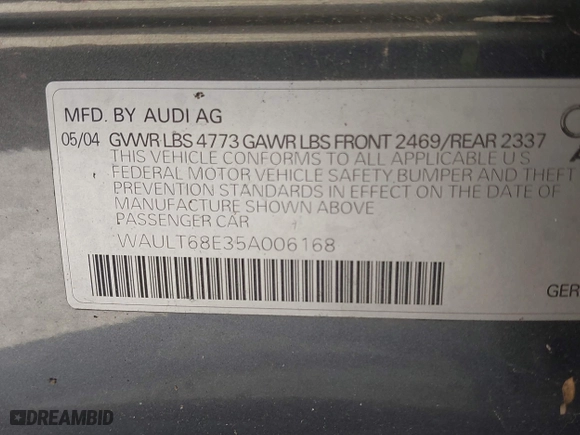 MFD. BY AUDI AG
05/04 GVWR LBS 4773 GAWR LBS FRONT 2469/REAR 2337
THIS VEHICLE CONFORMS TO ALL APPLICABLE U S
FEDERAL MOTOR VEHICLE SAFETY BUMPER AND THEFT
PREVENTION STANDARDS IN EFFECT ON THE DATE OF
MANUFACTURE SHOWN ABOVE
PASSENGER CAR
WAULT68E35A006168
GER
DREAMBID